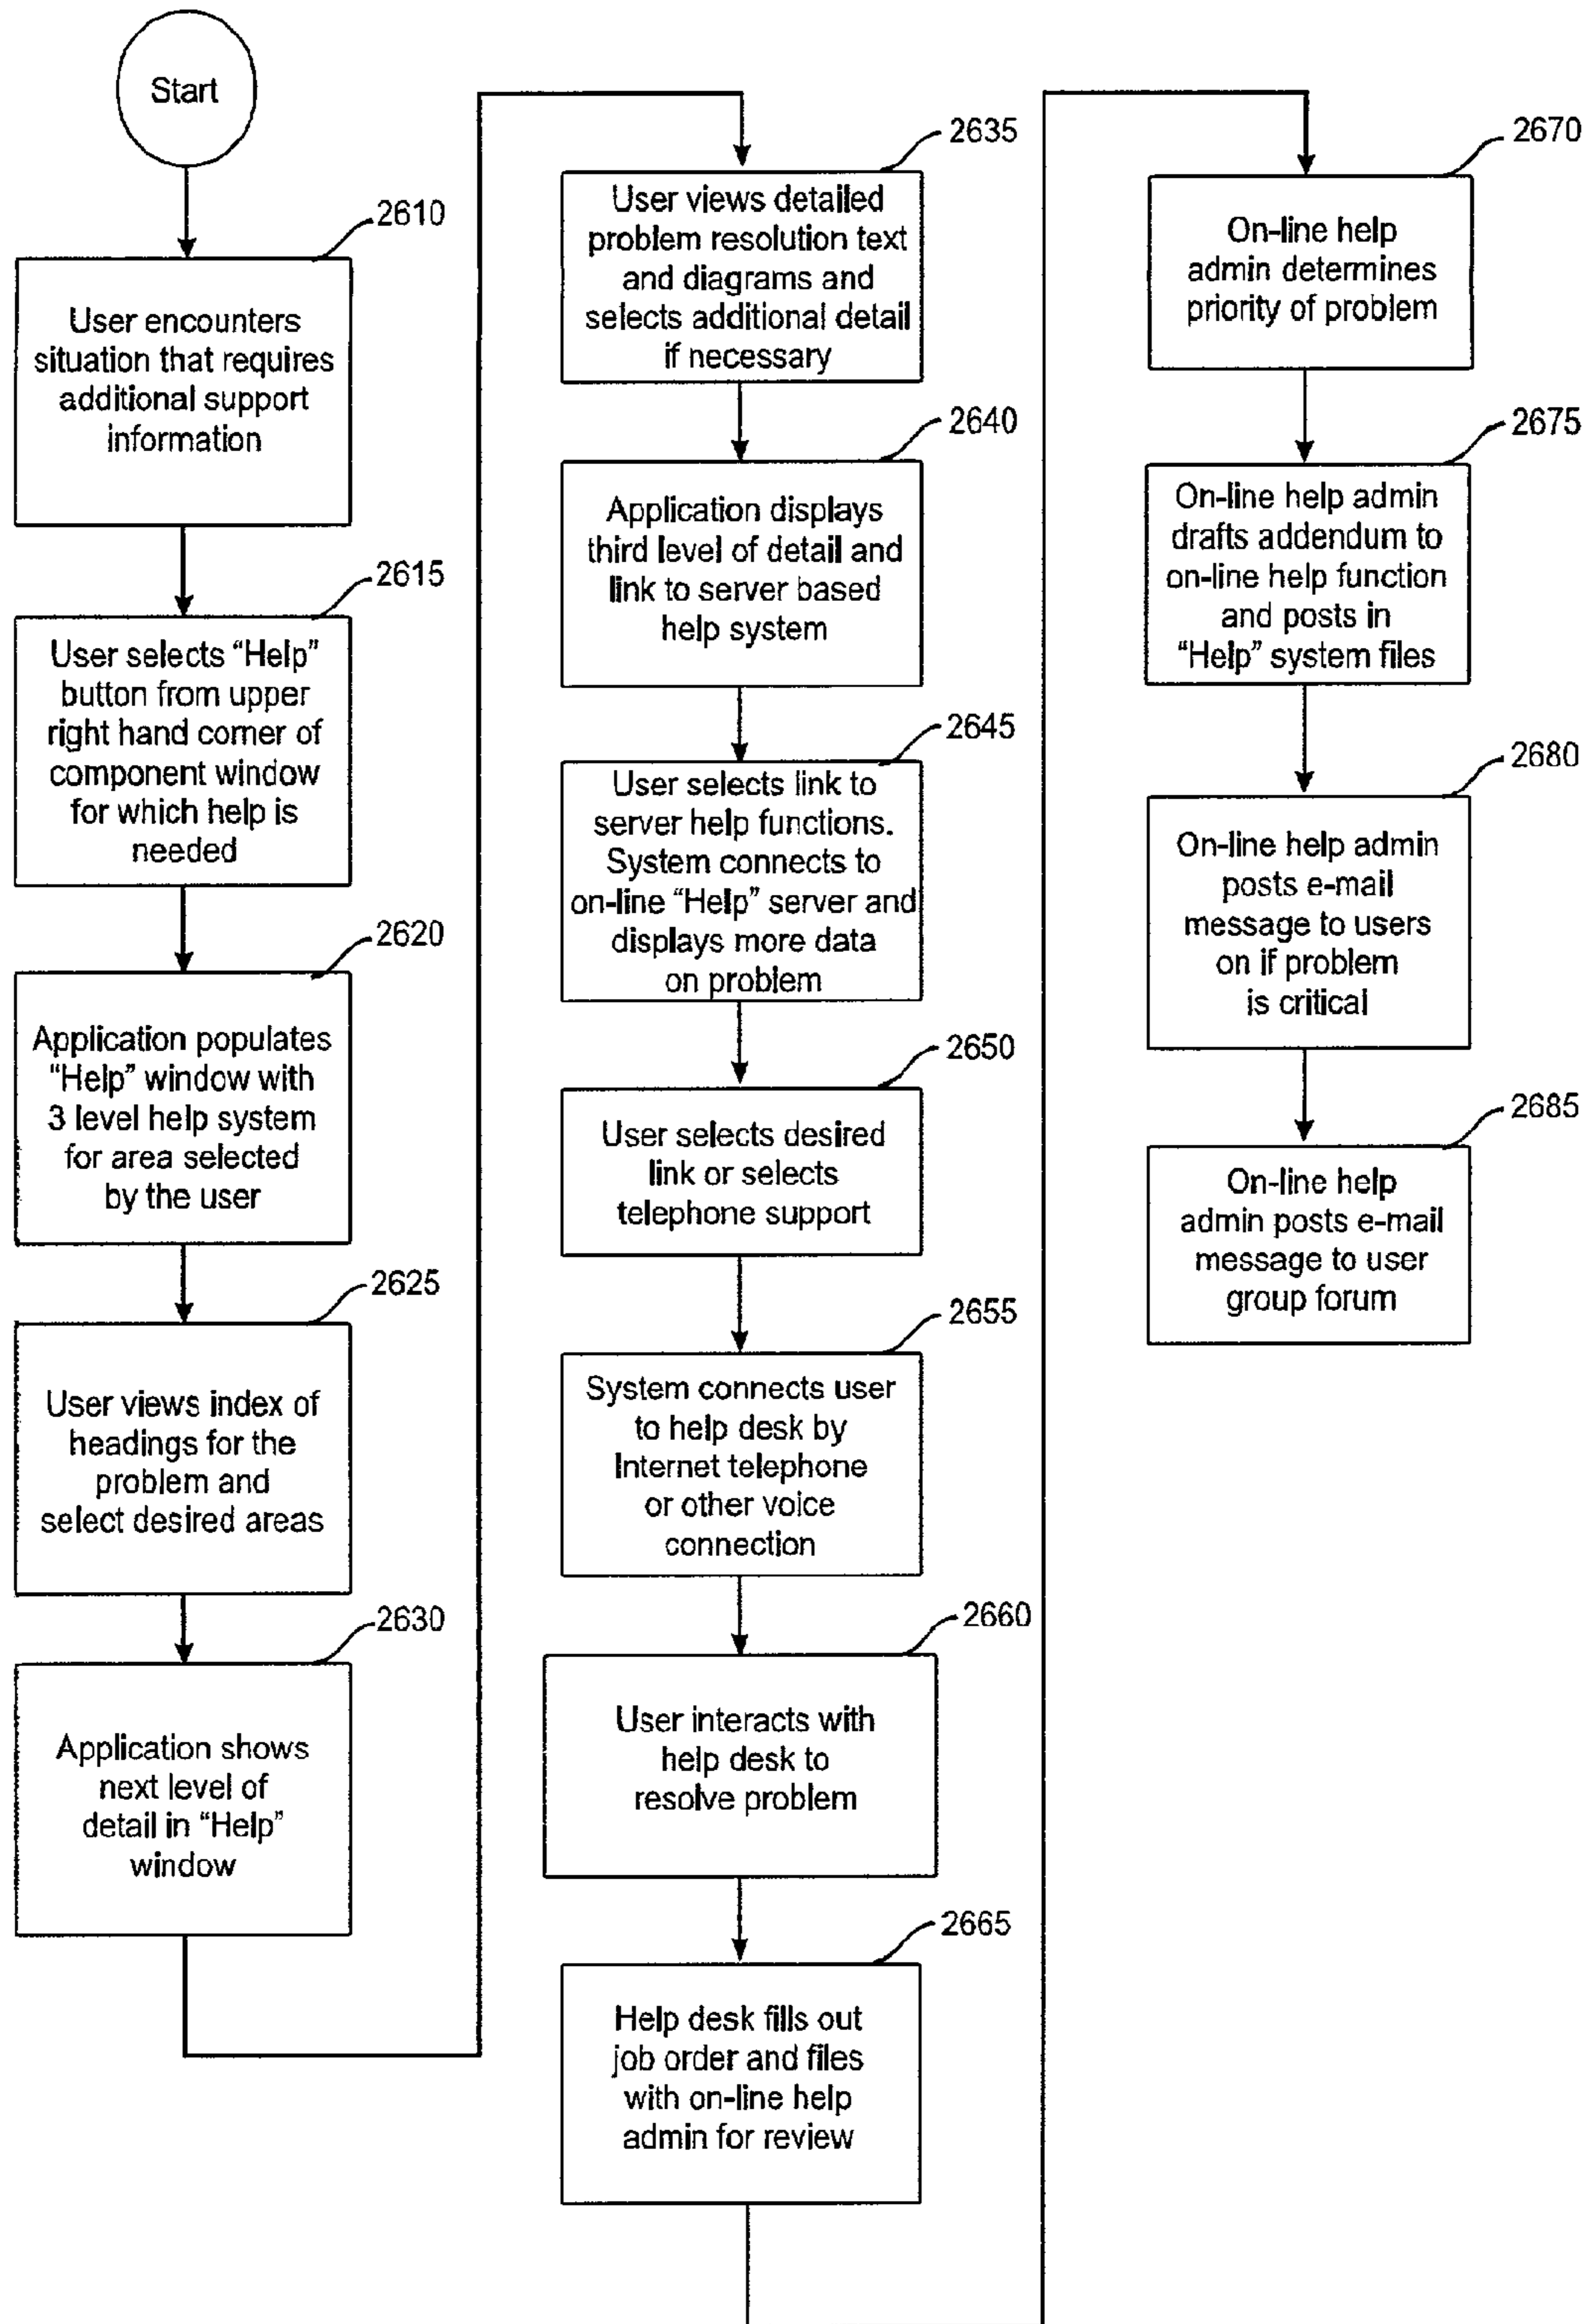 Start
2610
User encounters
situation that requires
additional support
information
2615
User selects “Help”
button from upper
right hand corner of
component window
for which help is
needed
2620
Application populates
“Help” window with
3 level help system
for area selected
by the user
2625
User views index of
headings for the
problem and
select desired areas
2630
Application shows
next level of
detail in “Help”
window
2635
User views detailed
problem resolution text
and diagrams and
selects additional detail
if necessary
2640
Application displays
third level of detail and
link to server based
help system
2645
User selects link to
server help functions.
System connects to
on-line “Help” server and
displays more data
on problem
2650
User selects desired
link or selects
telephone support
2655
System connects user
to help desk by
Internet telephone
or other voice
connection
2660
User interacts with
help desk to
resolve problem
2665
Help desk fills out
job order and files
with on-line help
admin for review
2670
On-line help
admin determines
priority of problem
2675
On-line help admin
drafts addendum to
on-line help function
and posts in
“Help” system files
2680
On-line help admin
posts e-mail
message to users
on if problem
is critical
2685
On-line help
admin posts e-mail
message to user
group forum